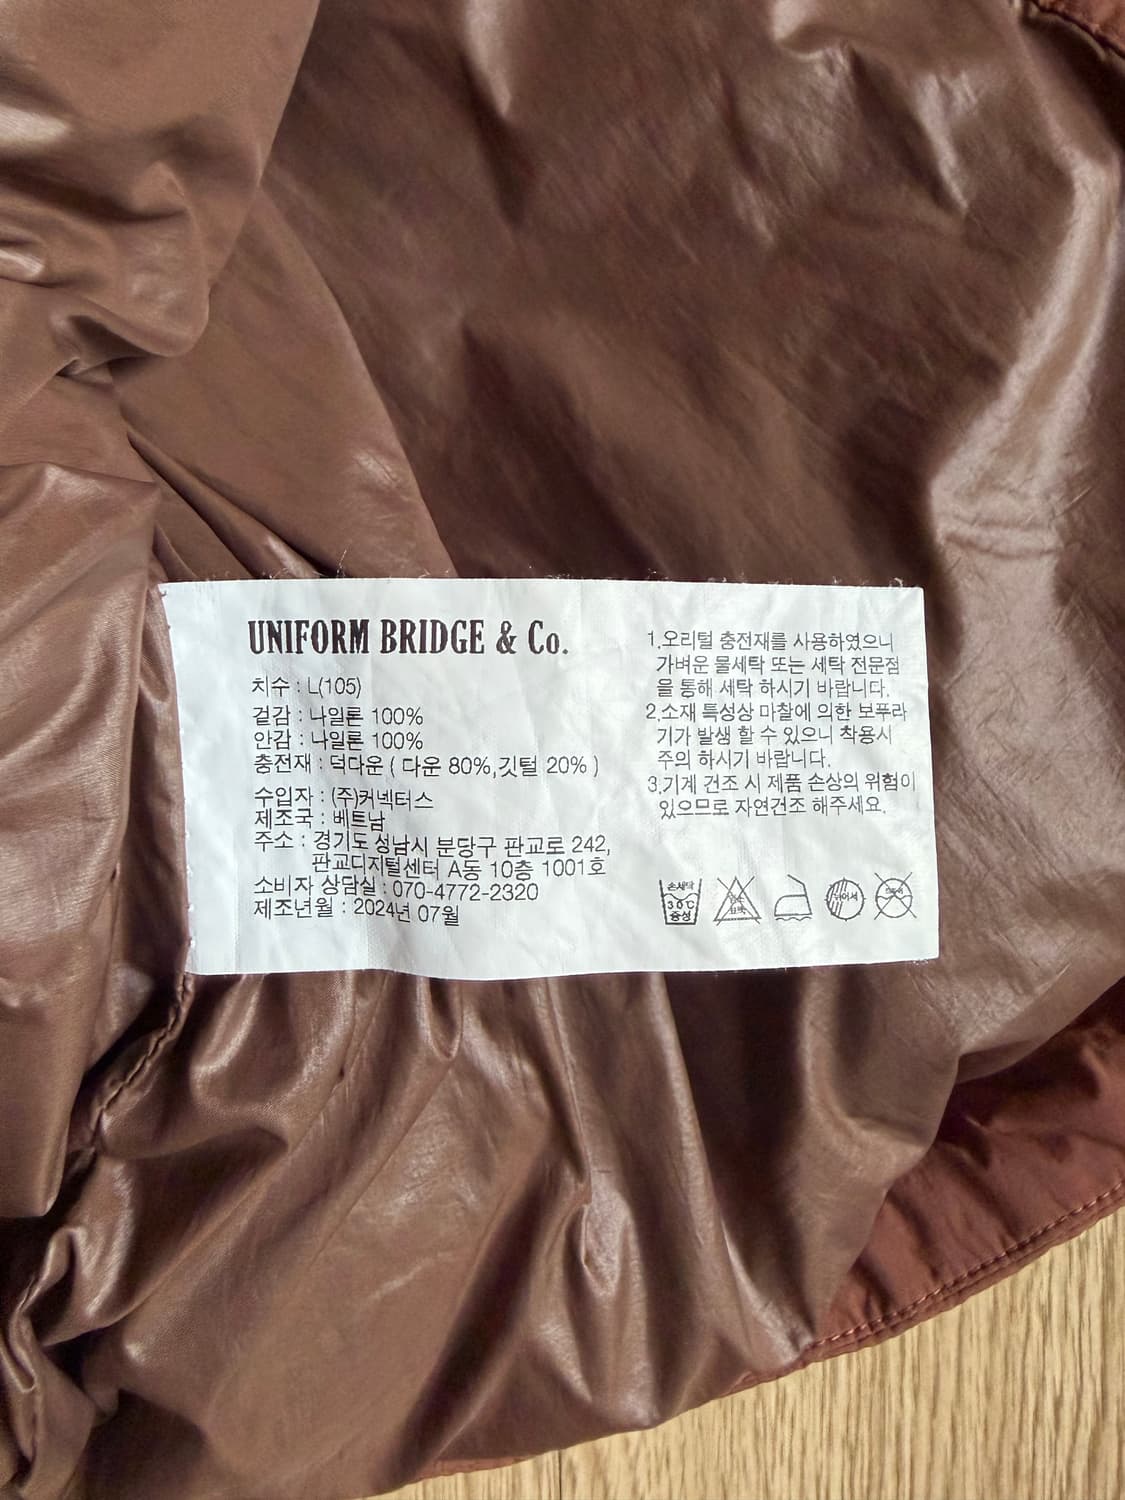 UNIFORM BRIDGE & Co.
치수 : L(105)
겉감 : 나일론 100%
안감 : 나일론 100%
충전재 : 덕다운 ( 다운 80%,깃털 20% )
수입자 : (주)커넥터스
제조국 : 베트남
주소 : 경기도 성남시 분당구 판교로 242,
판교디지털센터 A동 10층 1001호
소비자 상담실 : 070-4772-2320
제조년월 : 2024년 07월
1.오리털 충전재를 사용하였으니
가벼운 물세탁 또는 세탁 전문점
을 통해 세탁 하시기 바랍니다.
2.소재 특성상 마찰에 의한 보푸라
기가 발생 할 수 있으니 착용시
주의 하시기 바랍니다.
3.기계 건조 시 제품 손상의 위험이
있으므로 자연건조 해주세요.
손세탁
30℃
중성